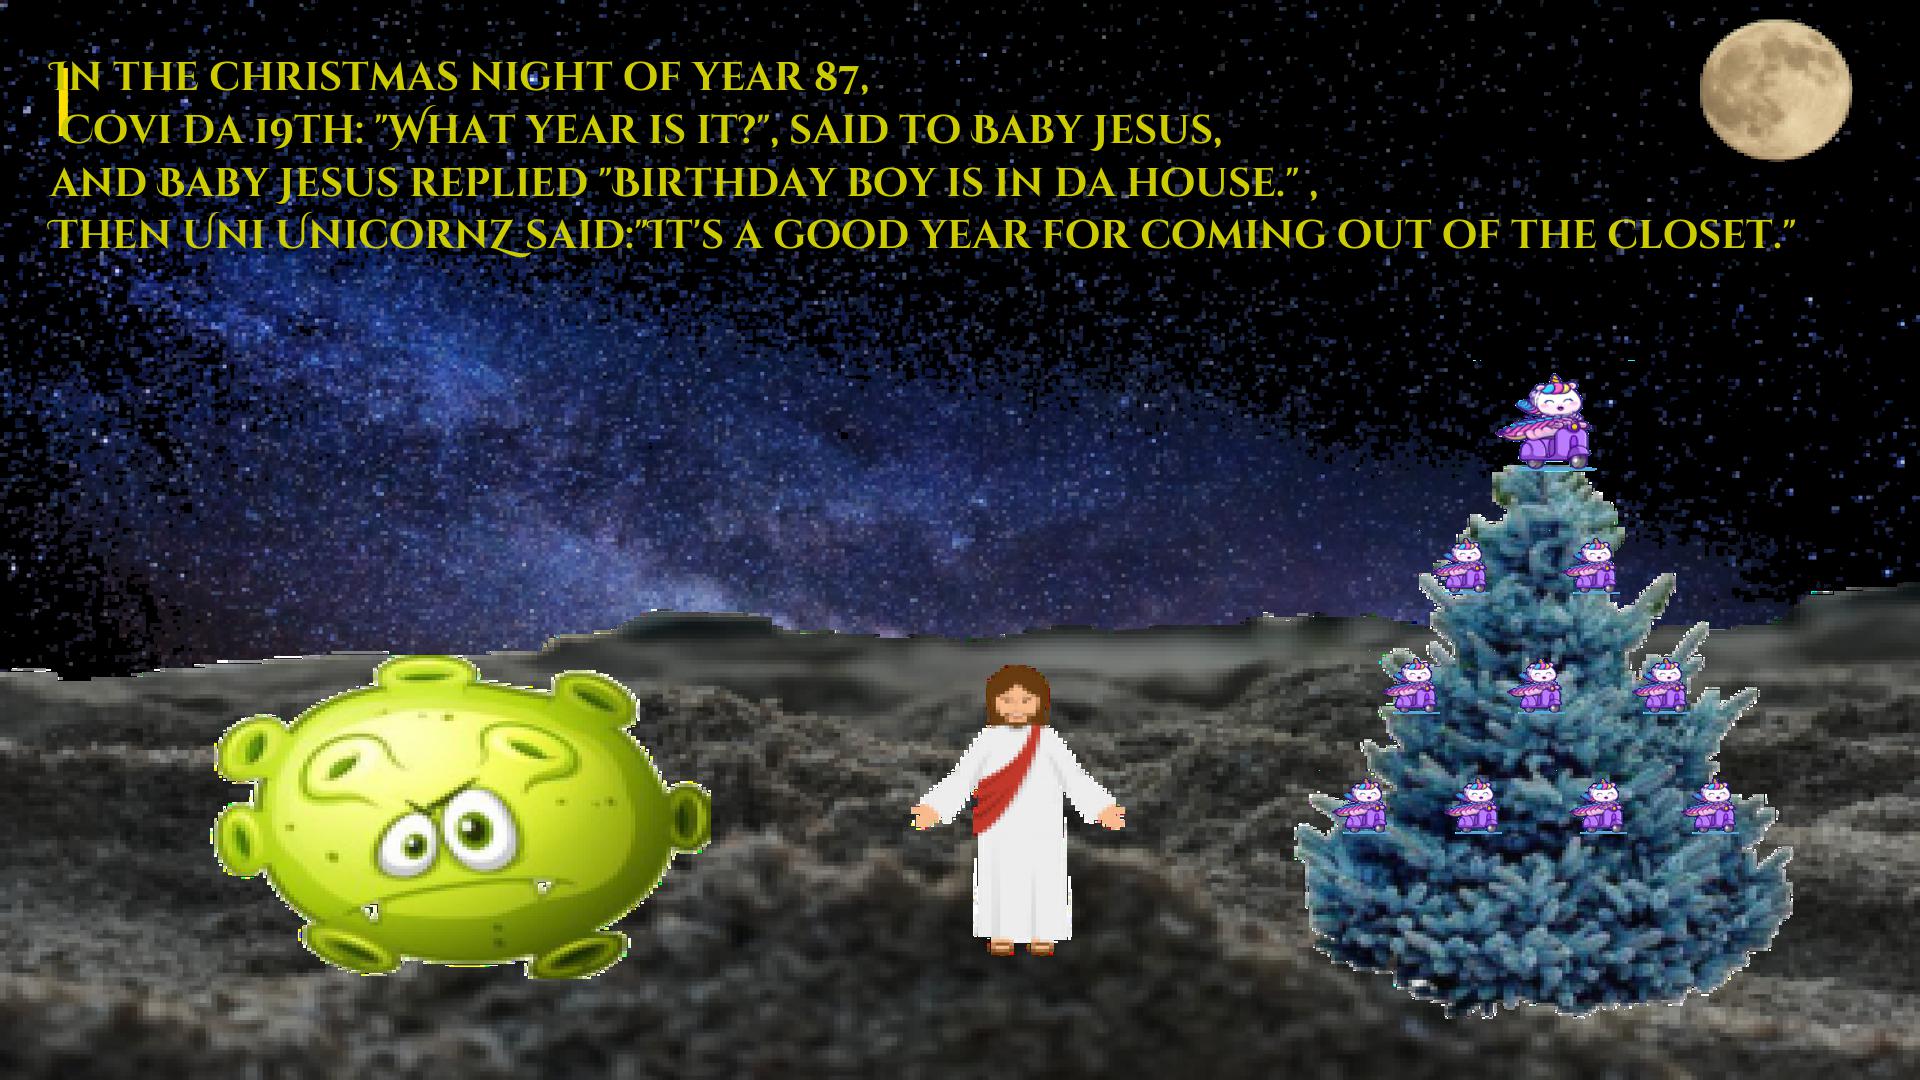 In the Christmas night of year 87,
Covi da 19th: "What year is it?", said to Baby Jesus,
and Baby Jesus replied "Birthday boy is in da house." ,
Then Uni UnicornZ said:"It's a good year for coming out of the closet."